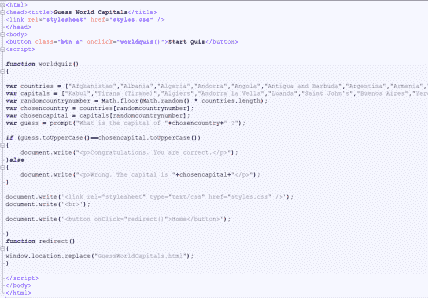 <html>
<head><title>Guess World Capitals</title>
<link rel="stylesheet" href="styles.css" />
</head>
<body>
<button class="btn a" onclick="worldquiz()">Start Quiz</button>
<script>
function worldquiz()
{
var countries = ["Afghanistan","Albania","Algeria","Andorra","Angola","Antigua and Barbuda","Argentina","Armenia",
var capitals = ["Kabul","Tirana (Tirane)","Algiers","Andorra la Vella","Luanda","Saint John's","Buenos Aires",
var randomcountrynumber = Math.floor(Math.random() * countries.length);
var chosencountry = countries[randomcountrynumber];
var chosencapital = capitals[randomcountrynumber];
var guess = prompt("What is the capital of "+chosencountry+" ?");
if (guess.toUpperCase()==chosencapital.toUpperCase())
{
document.write("<p>Congratulations. You are correct.</p>");
}else
{
document.write("<p>Wrong. The capital is "+chosencapital+"</p>");
}
document.write('<link rel="stylesheet" type="text/css" href="styles.css" />');
document.write('<br>');
document.write('<button onClick="redirect()">Home</button>');
}
function redirect()
{
window.location.replace("GuessWorldCapitals.html");
}
</script>
</body>
</html>